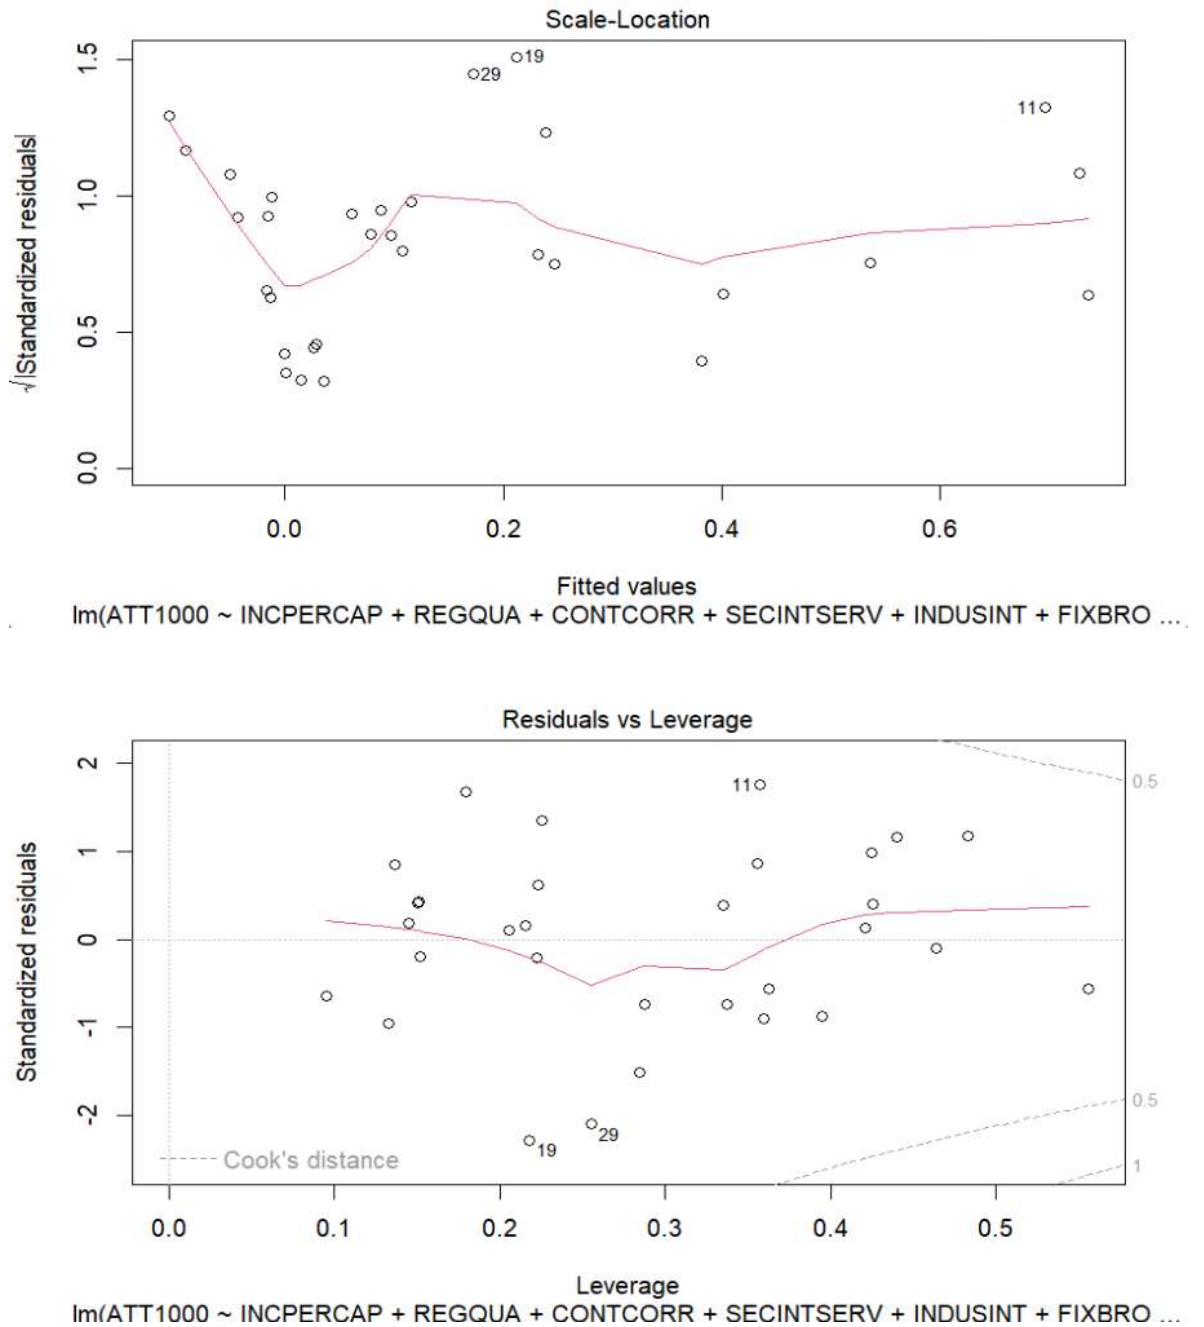 Scale-Location
√|Standardized residuals|
1.5
1.0
0.5
0.0
29
19
11
0.0 0.2 0.4 0.6
Fitted values
lm(ATT1000 ~ INCPERCAP + REGQUA + CONTCORR + SECINTSERV + INDUSINT + FIXBRO ...
Residuals vs Leverage
Standardized residuals
2
1
0
-1
-2
11
19
29
0.5
0.5
1
Cook's distance
0.0 0.1 0.2 0.3 0.4 0.5
Leverage
lm(ATT1000 ~ INCPERCAP + REGQUA + CONTCORR + SECINTSERV + INDUSINT + FIXBRO ...